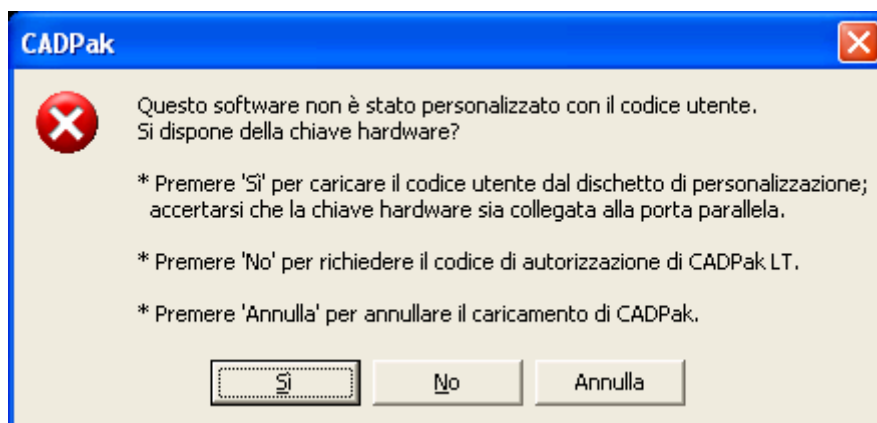 CADPak
Questo software non è stato personalizzato con il codice utente.
Si dispone della chiave hardware?
* Premere 'Sì' per caricare il codice utente dal dischetto di personalizzazione;
accertarsi che la chiave hardware sia collegata alla porta parallela.
* Premere 'No' per richiedere il codice di autorizzazione di CADPak LT.
* Premere 'Annulla' per annullare il caricamento di CADPak.
Sì No Annulla